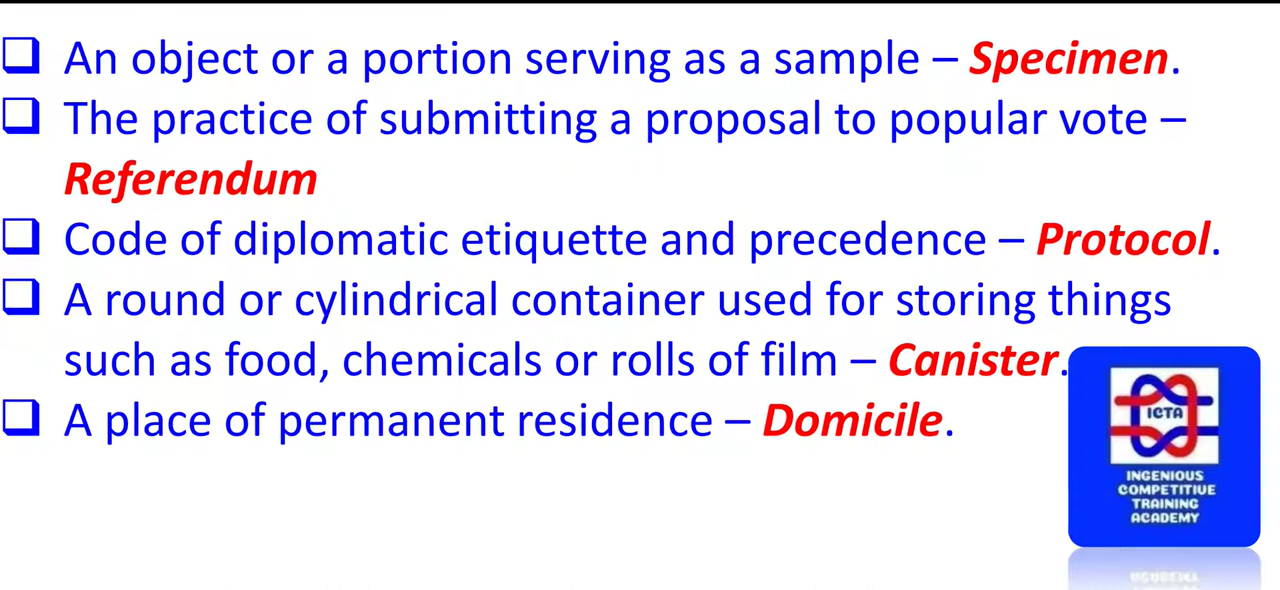 ❑ An object or a portion serving as a sample – Specimen.
❑ The practice of submitting a proposal to popular vote –
Referendum
❑ Code of diplomatic etiquette and precedence – Protocol.
❑ A round or cylindrical container used for storing things
such as food, chemicals or rolls of film – Canister.
❑ A place of permanent residence – Domicile.
ICTA
INGENIOUS
COMPETITIVE
TRAINING
ACADEMY